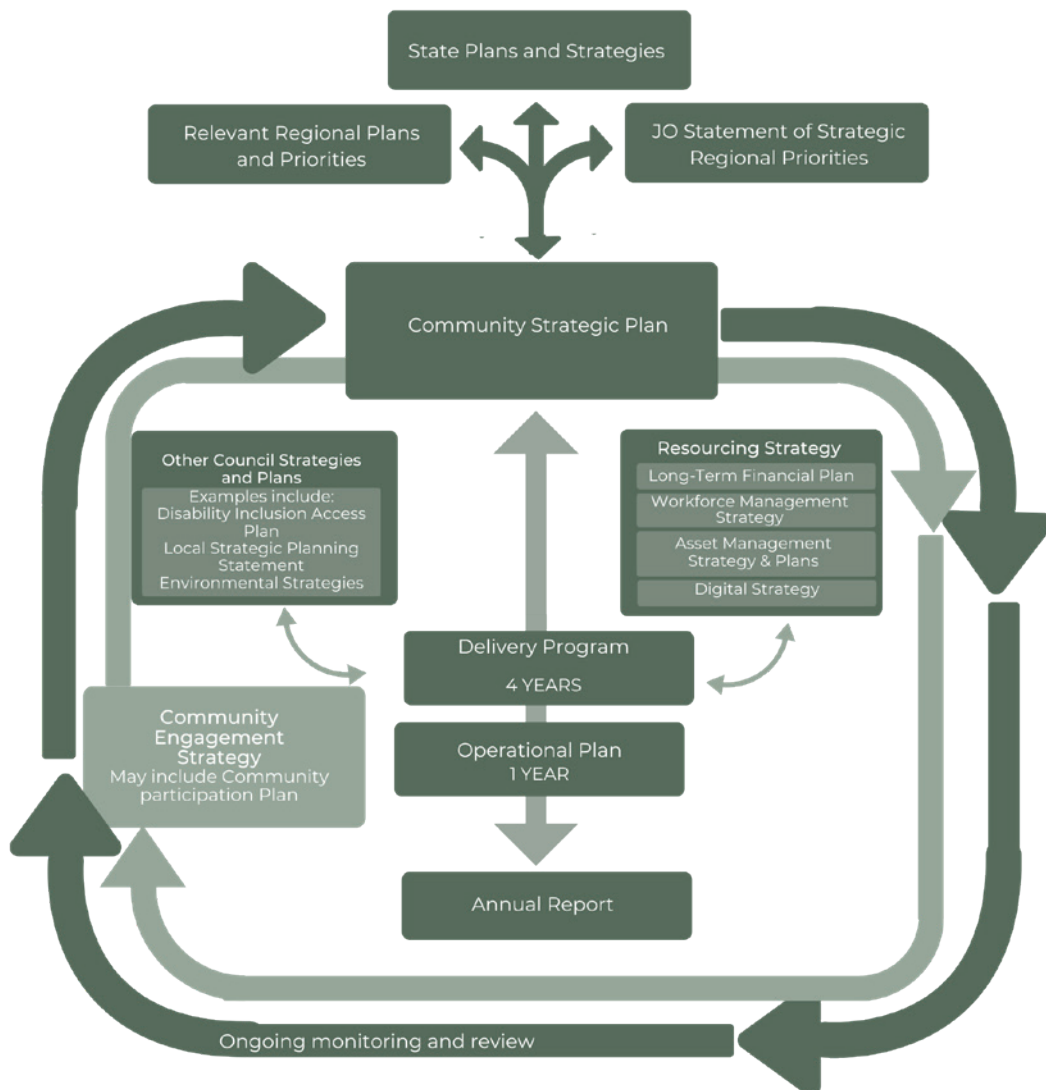 State Plans and Strategies
Relevant Regional Plans
and Priorities
JO Statement of Strategic
Regional Priorities
Community Strategic Plan
Other Council Strategies
and Plans
Examples include:
Disability Inclusion Access
Plan
Local Strategic Planning
Statement
Environmental Strategies
Resourcing Strategy
Long-Term Financial Plan
Workforce Management
Strategy
Asset Management
Strategy & Plans
Digital Strategy
Delivery Program
4 YEARS
Community
Engagement
Strategy
May include Community
participation Plan
Operational Plan
1 YEAR
Annual Report
Ongoing monitoring and review